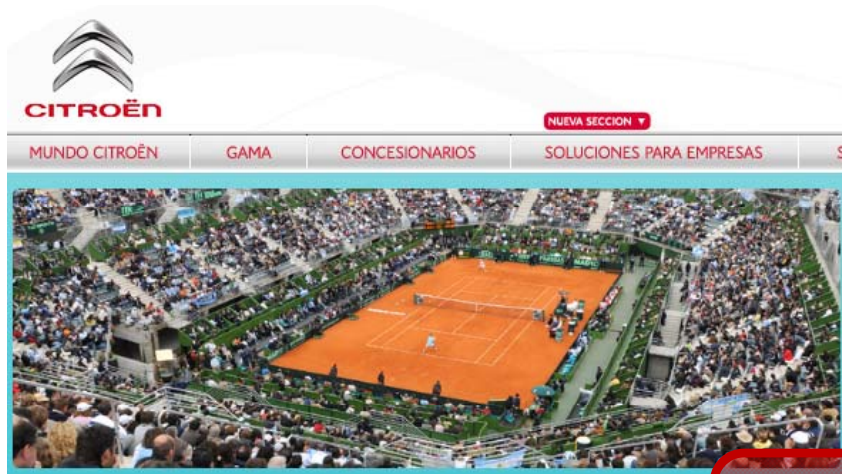 CITROËN
NUEVA SECCION
MUNDO CITROËN GAMA CONCESIONARIOS SOLUCIONES PARA EMPRESAS S